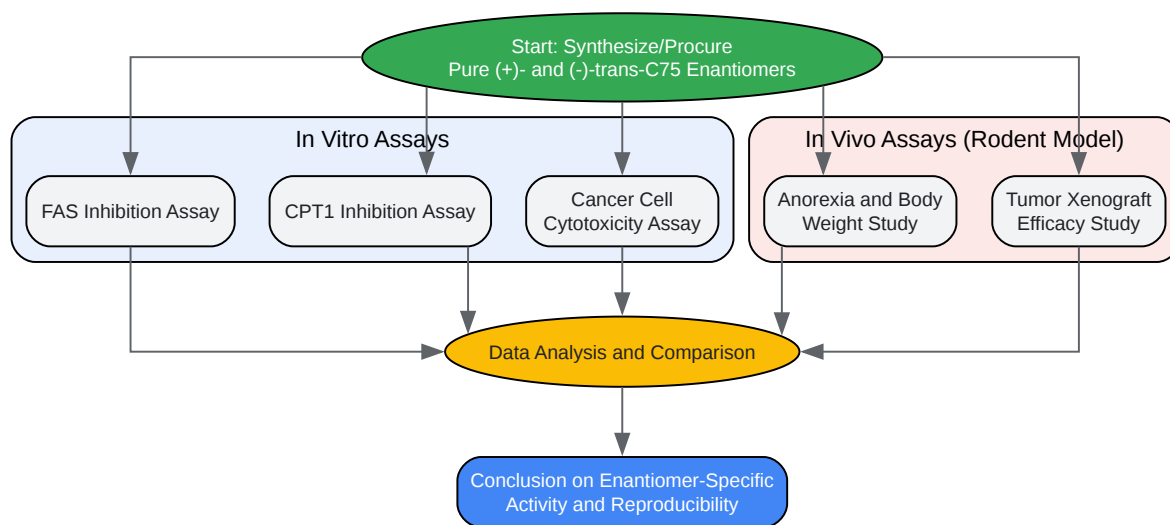 Start: Synthesize/Procure
Pure (+)- and (-)-trans-C75 Enantiomers
In Vitro Assays
In Vivo Assays (Rodent Model)
FAS Inhibition Assay
CPT1 Inhibition Assay
Cancer Cell
Cytotoxicity Assay
Anorexia and Body
Weight Study
Tumor Xenograft
Efficacy Study
Data Analysis and Comparison
Conclusion on Enantiomer-Specific
Activity and Reproducibility